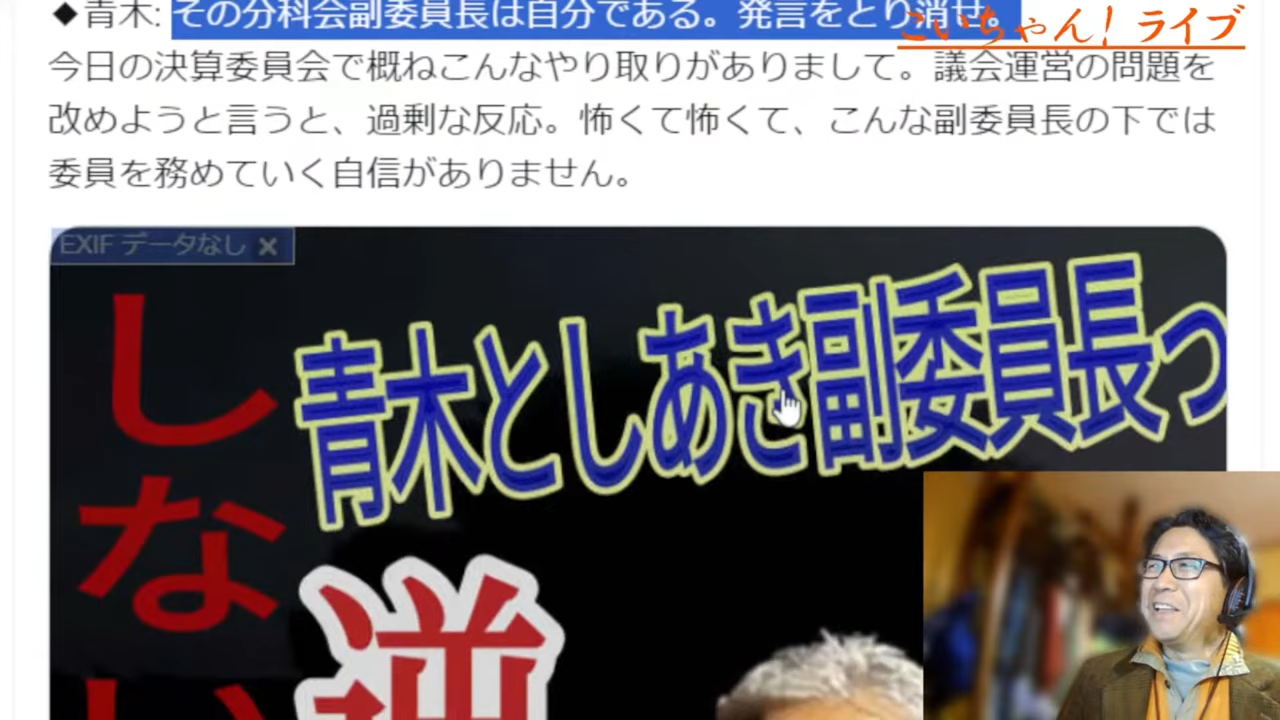 ◆青木: その分科会副委員長は自分である。発言をとり消せ。
こいちゃん！ライブ
今日の決算委員会で概ねこんなやり取りがありまして。議会運営の問題を
改めようと言うと、過剰な反応。怖くて怖くて、こんな副委員長の下では
委員を務めていく自信がありません。
EXIF データなし ×
青木としあき副委員長っ
しない
逆